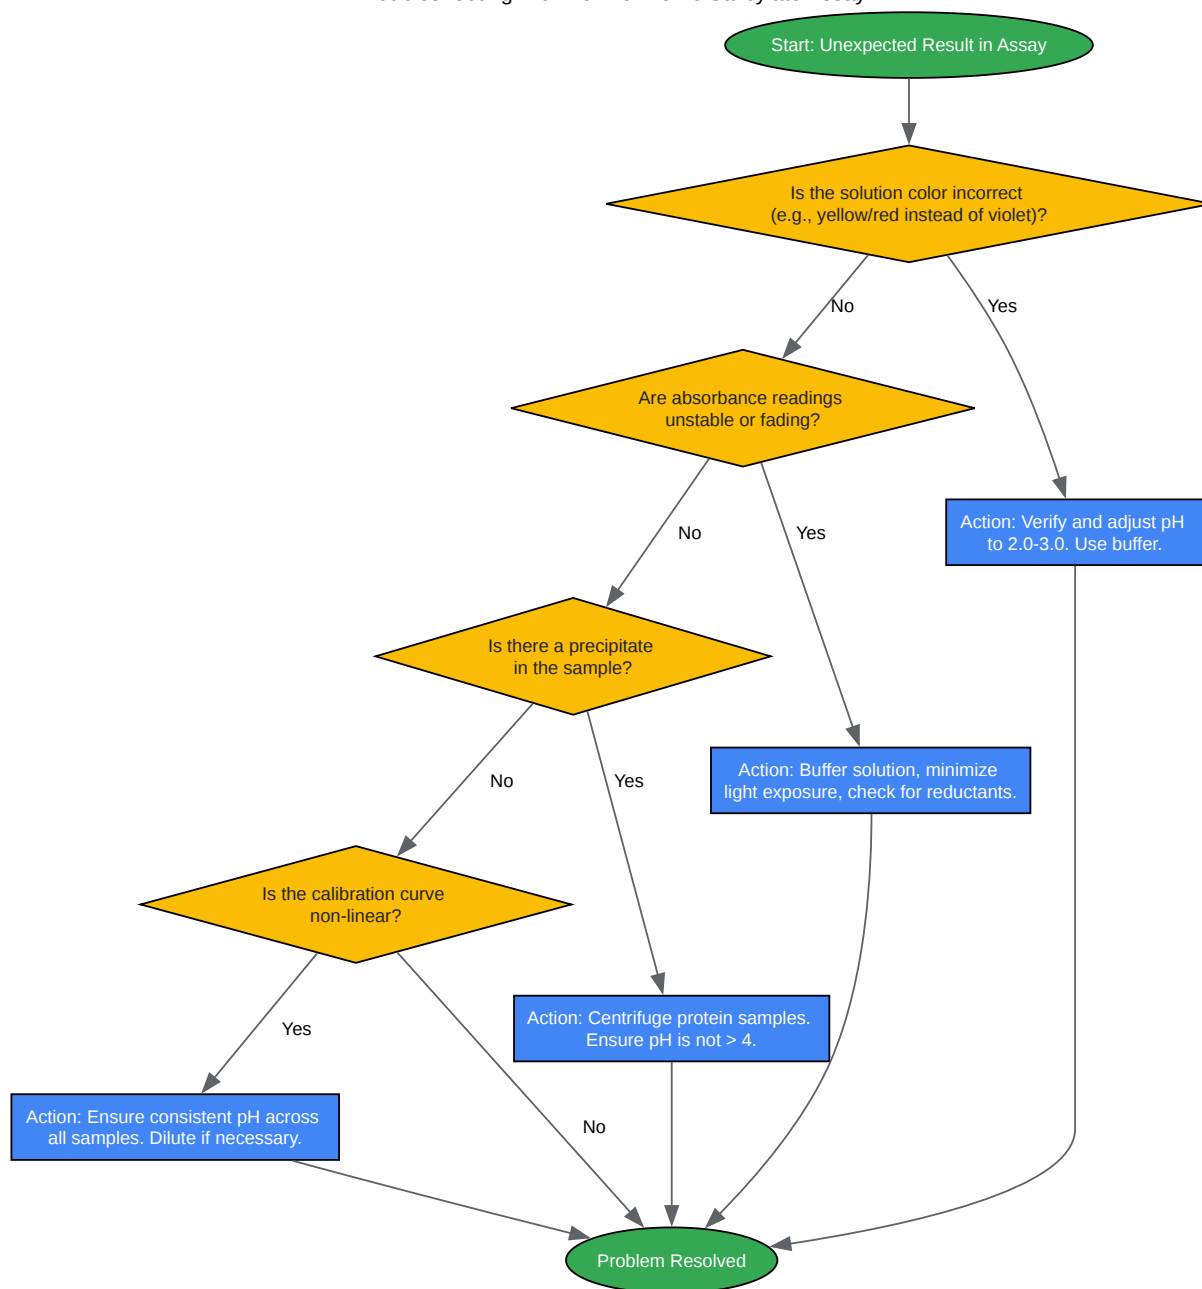 Start: Unexpected Result in Assay
Is the solution color incorrect
(e.g., yellow/red instead of violet)?
No
Yes
Are absorbance readings
unstable or fading?
No
Yes
Action: Verify and adjust pH
to 2.0-3.0. Use buffer.
Is there a precipitate
in the sample?
No
Yes
Action: Buffer solution, minimize
light exposure, check for reductants.
Is the calibration curve
non-linear?
Yes
No
Action: Centrifuge protein samples.
Ensure pH is not > 4.
Action: Ensure consistent pH across
all samples. Dilute if necessary.
Problem Resolved